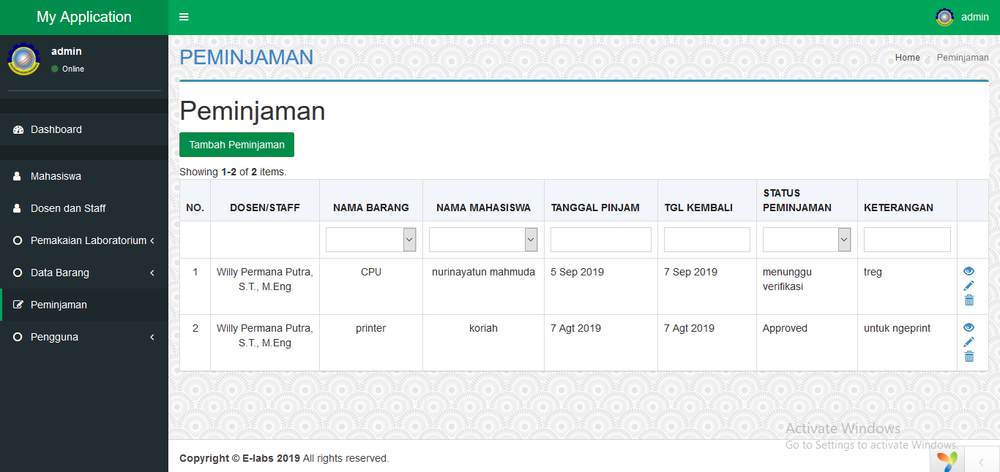 My Application
admin
admin
Online
PEMINJAMAN
Home > Peminjaman
Dashboard
Mahasiswa
Dosen dan Staff
Pemakaian Laboratorium
Data Barang
Peminjaman
Pengguna
Peminjaman
Tambah Peminjaman
Showing 1-2 of 2 items.
NO. DOSEN/STAFF NAMA BARANG NAMA MAHASISWA TANGGAL PINJAM TGL KEMBALI STATUS PEMINJAMAN KETERANGAN
1 Willy Permana Putra, S.T., M.Eng CPU nurinayatun mahmuda 5 Sep 2019 7 Sep 2019 menunggu verifikasi treg
2 Willy Permana Putra, S.T., M.Eng printer koriah 7 Agt 2019 7 Agt 2019 Approved untuk ngeprint
Activate Windows
Go to Settings to activate Windows.
Copyright © E-labs 2019 All rights reserved.